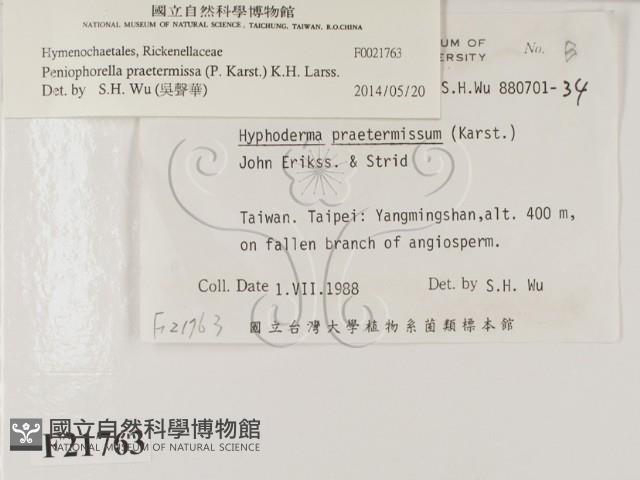 國立自然科學博物館
NATIONAL MUSEUM OF NATURAL SCIENCE, TAICHUNG, TAIWAN, R.O.CHINA
Hymenochaetales, Rickenellaceae F0021763
Peniophorella praetermissa (P. Karst.) K.H. Larss.
Det. by S.H. Wu (吳聲華) 2014/05/20
UM OF
ERSITY
No. B
S.H.Wu 880701-34
Hyphoderma praetermissum (Karst.)
John Erikss. & Strid
Taiwan. Taipei: Yangmingshan,alt. 400 m,
on fallen branch of angiosperm.
Coll. Date 1.VII.1988 Det. by S.H. Wu
F21763 國立台灣大學植物系菌類標本館
國立自然科學博物館
NATIONAL MUSEUM OF NATURAL SCIENCE
F21763